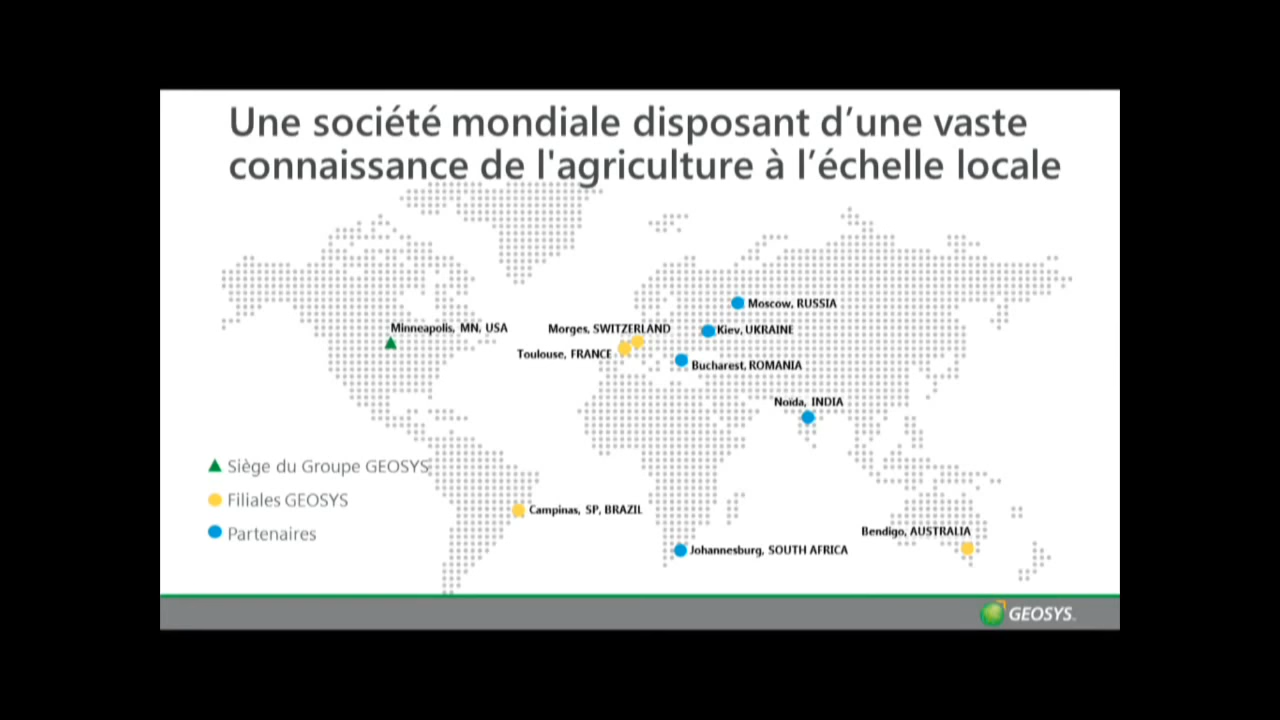 Une société mondiale disposant d’une vaste
connaissance de l'agriculture à l’échelle locale
Moscow, RUSSIA
Minneapolis, MN, USA
Morges, SWITZERLAND
Kiev, UKRAINE
Toulouse, FRANCE
Bucharest, ROMANIA
Noida, INDIA
Siège du Groupe GEOSYS
Filiales GEOSYS
Campinas, SP, BRAZIL
Partenaires
Bendigo, AUSTRALIA
Johannesburg, SOUTH AFRICA
GEOSYS